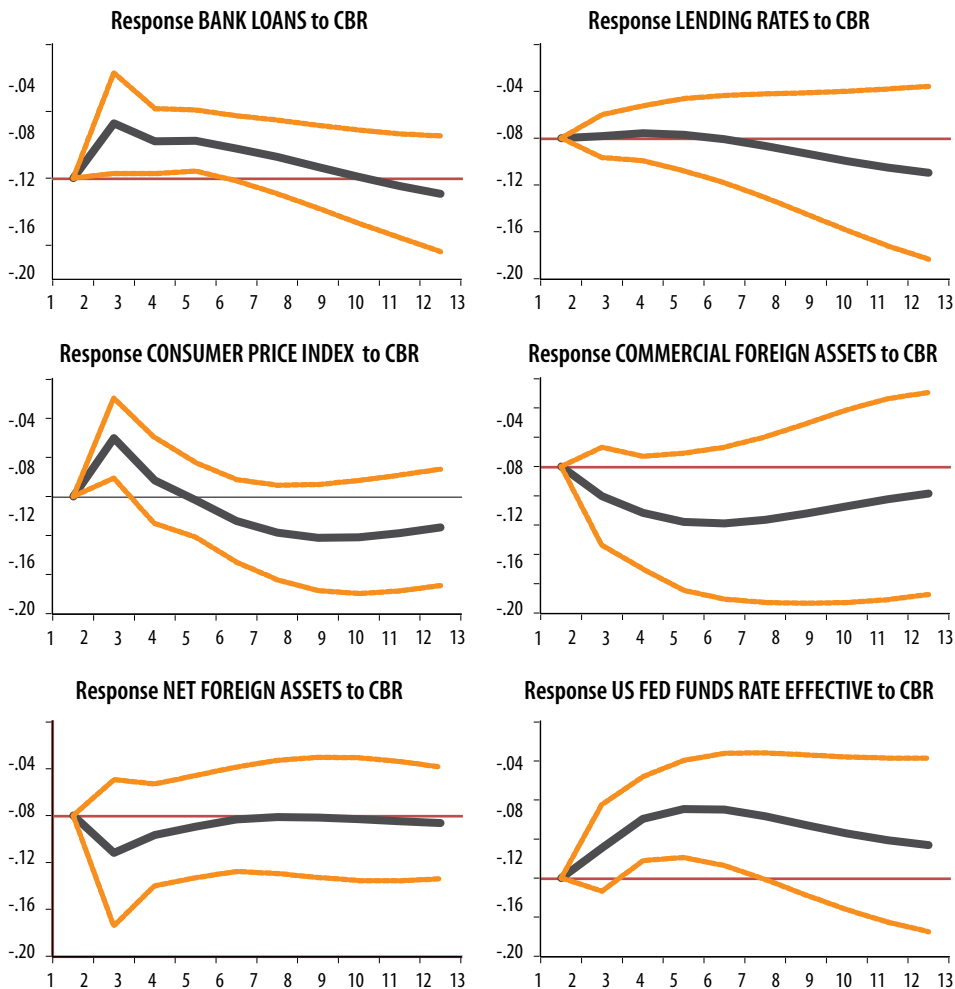 Response BANK LOANS to CBR
-.04
-.08
-.12
-.16
-.20
1 2 3 4 5 6 7 8 9 10 11 12 13
Response LENDING RATES to CBR
-.04
-.08
-.12
-.16
-.20
1 2 3 4 5 6 7 8 9 10 11 12 13
Response CONSUMER PRICE INDEX to CBR
-.04
-.08
-.12
-.16
-.20
1 2 3 4 5 6 7 8 9 10 11 12 13
Response COMMERCIAL FOREIGN ASSETS to CBR
-.04
-.08
-.12
-.16
-.20
1 2 3 4 5 6 7 8 9 10 11 12 13
Response NET FOREIGN ASSETS to CBR
-.04
-.08
-.12
-.16
-.20
1 2 3 4 5 6 7 8 9 10 11 12 13
Response US FED FUNDS RATE EFFECTIVE to CBR
-.04
-.08
-.12
-.16
-.20
1 2 3 4 5 6 7 8 9 10 11 12 13